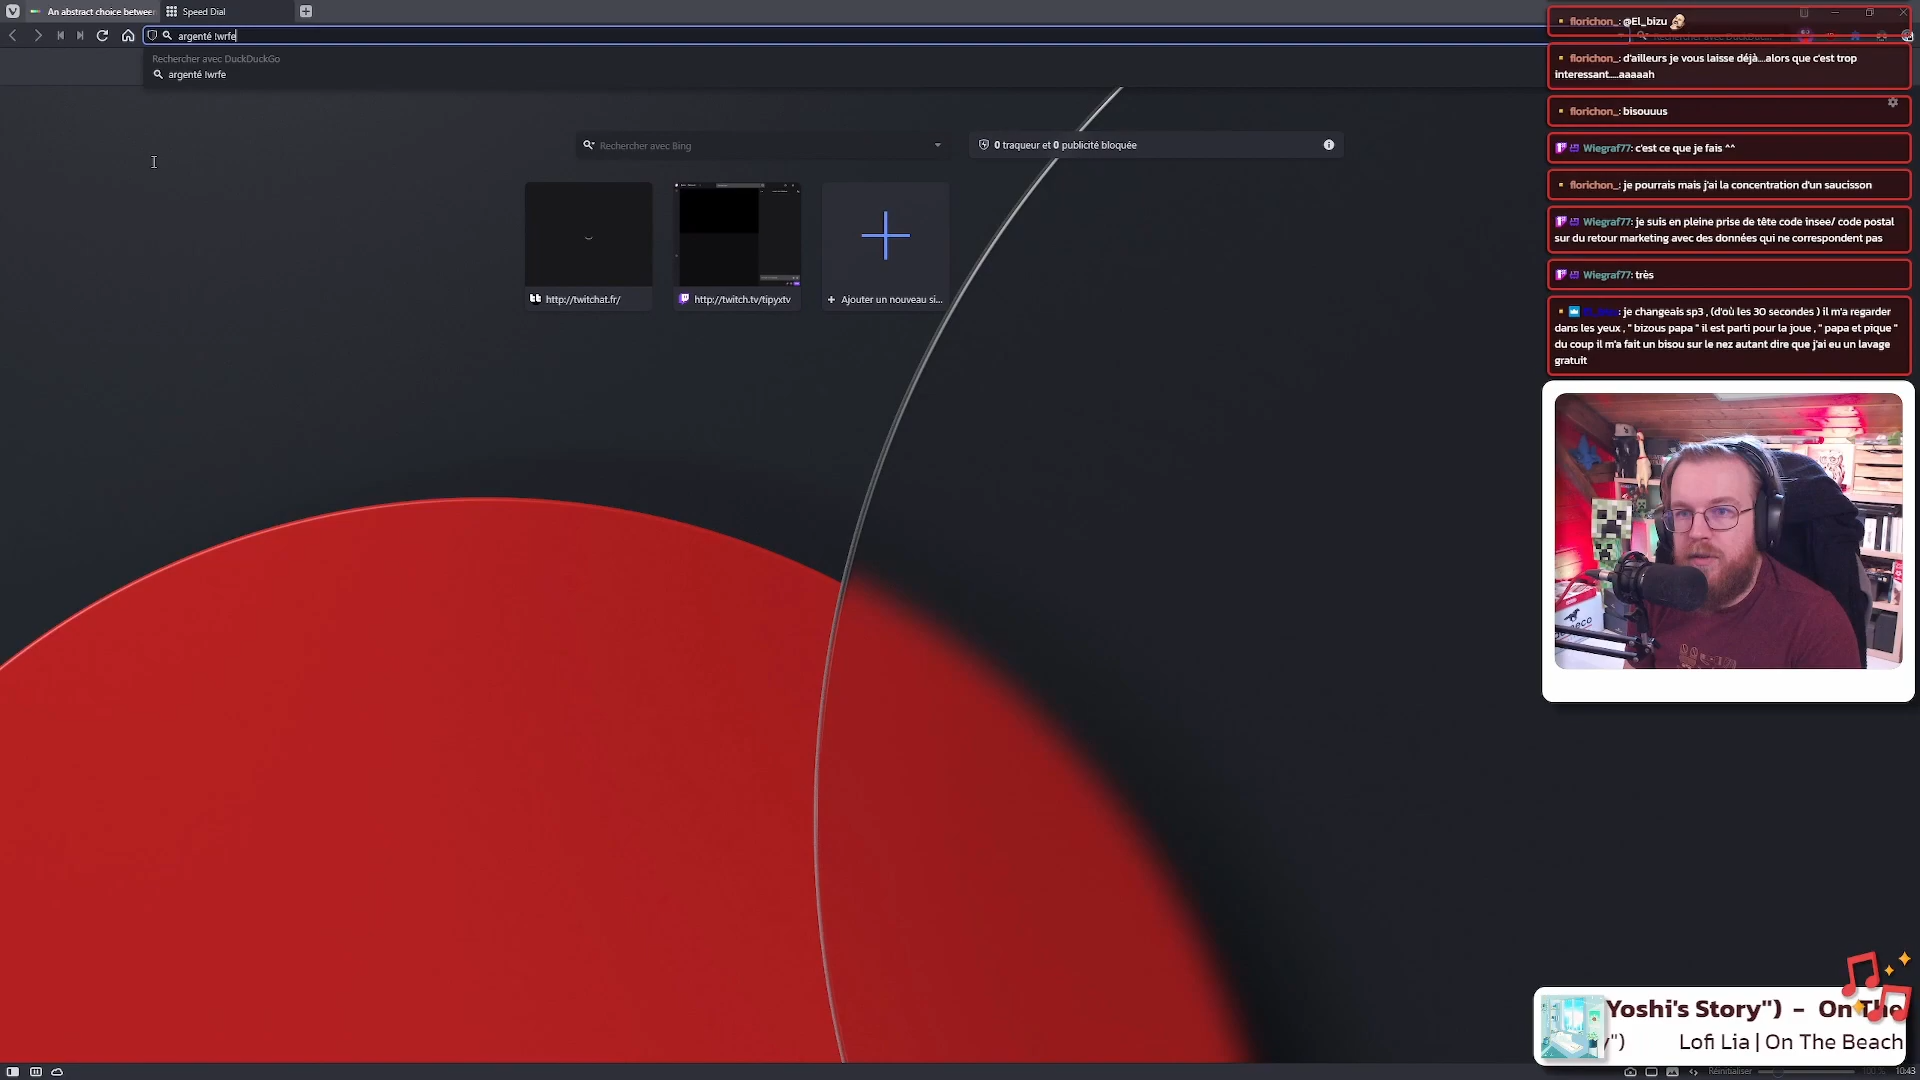 An abstract choice between
Speed Dial
argenté !wrfe
Rechercher avec DuckDuckGo
argenté !wrfe
Rechercher avec Bing
0 traqueur et 0 publicité bloquée
http://twitchat.fr/
http://twitch.tv/tipyxtv
Ajouter un nouveau si...
florichon_: @El_bizu
florichon_: d'ailleurs je vous laisse déjà....alors que c'est trop
interessant.....aaaaah
florichon_: bisouuus
Wiegraf77: c'est ce que je fais ^^
florichon_: je pourrais mais j'ai la concentration d'un saucisson
Wiegraf77: je suis en pleine prise de tête code insee/ code postal
sur du retour marketing avec des données qui ne correspondent pas
Wiegraf77: très
: je changeais sp3 , (d'où les 30 secondes ) il m'a regarder
dans les yeux , " bizous papa " il est parti pour la joue , " papa et pique "
du coup il m'a fait un bisou sur le nez autant dire que j'ai eu un lavage
gratuit
Yoshi's Story") - On The
y")
Lofi Lia | On The Beach
Réinitialiser
100 %
10:43